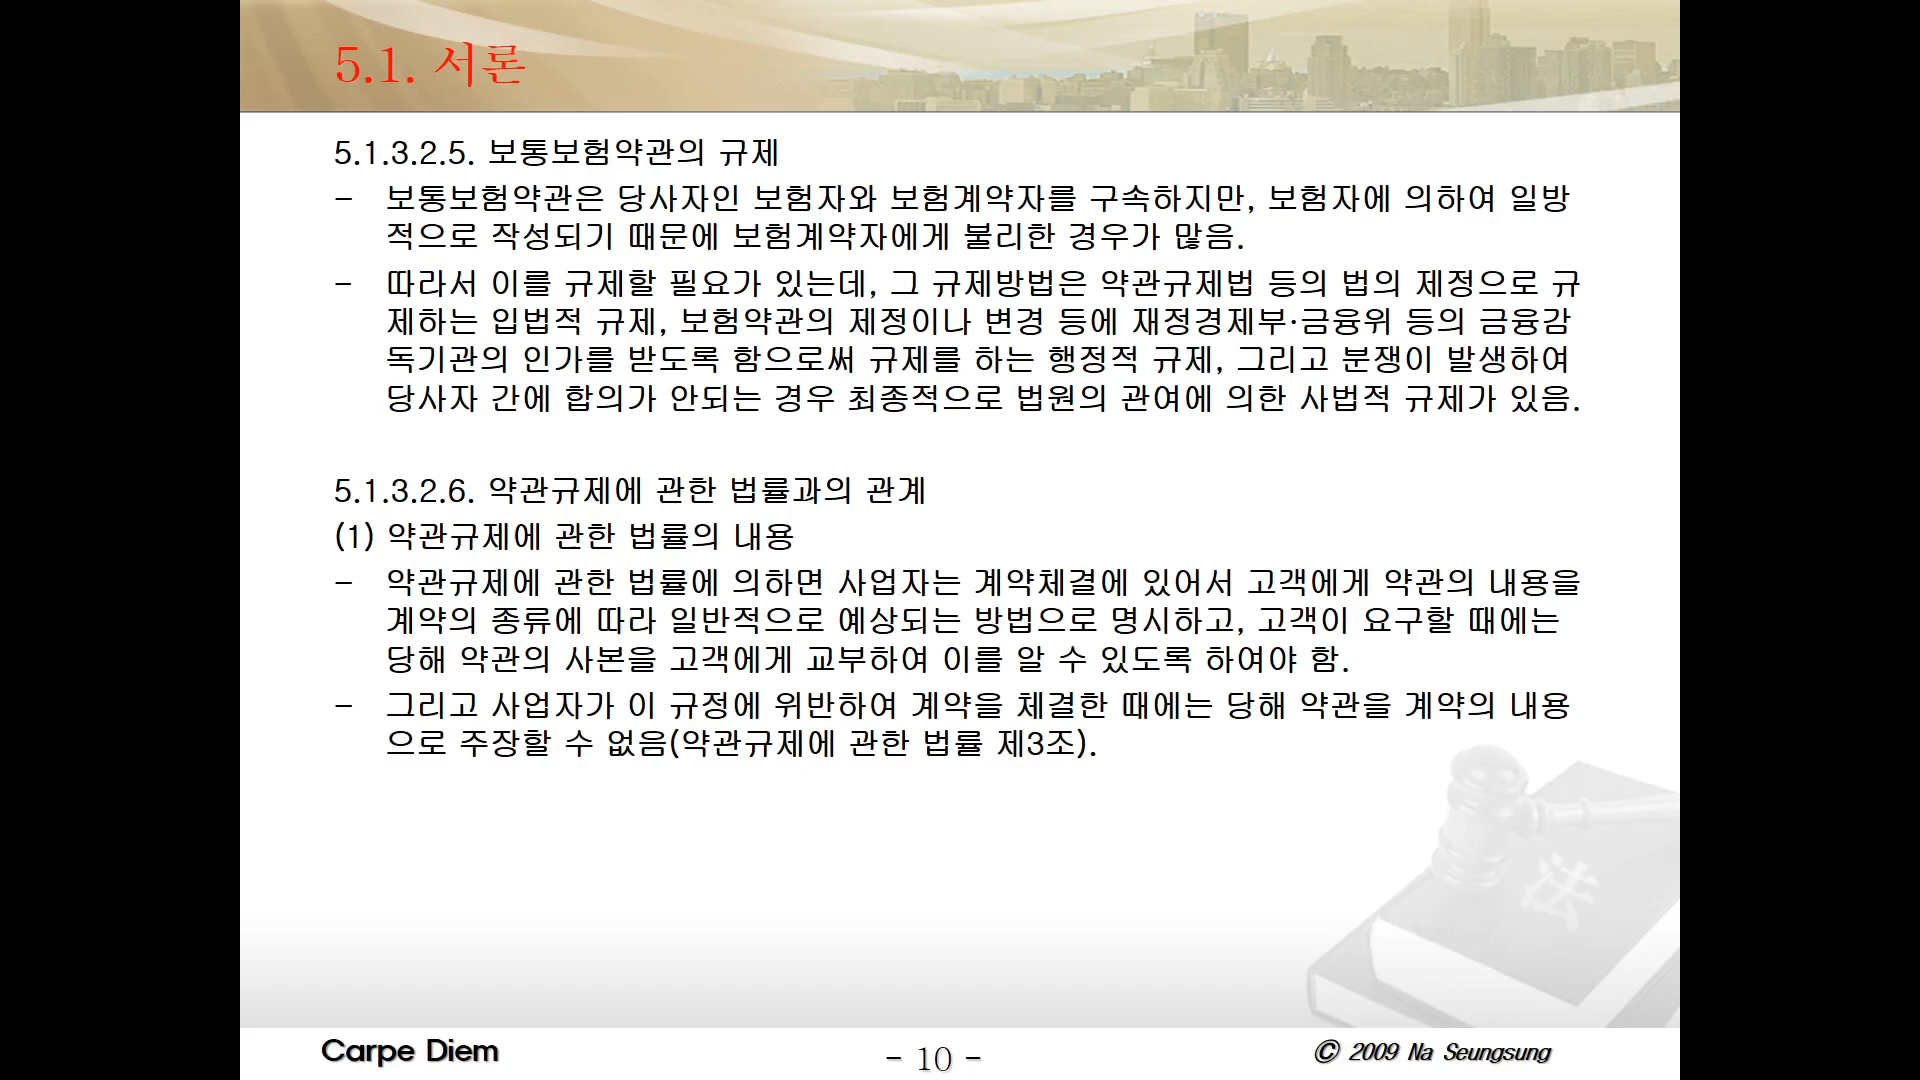 5.1. 서론
5.1.3.2.5. 보통보험약관의 규제
- 보통보험약관은 당사자인 보험자와 보험계약자를 구속하지만, 보험자에 의하여 일방
적으로 작성되기 때문에 보험계약자에게 불리한 경우가 많음.
- 따라서 이를 규제할 필요가 있는데, 그 규제방법은 약관규제법 등의 법의 제정으로 규
제하는 입법적 규제, 보험약관의 제정이나 변경 등에 재정경제부·금융위 등의 금융감
독기관의 인가를 받도록 함으로써 규제를 하는 행정적 규제, 그리고 분쟁이 발생하여
당사자 간에 합의가 안되는 경우 최종적으로 법원의 관여에 의한 사법적 규제가 있음.
5.1.3.2.6. 약관규제에 관한 법률과의 관계
(1) 약관규제에 관한 법률의 내용
- 약관규제에 관한 법률에 의하면 사업자는 계약체결에 있어서 고객에게 약관의 내용을
계약의 종류에 따라 일반적으로 예상되는 방법으로 명시하고, 고객이 요구할 때에는
당해 약관의 사본을 고객에게 교부하여 이를 알 수 있도록 하여야 함.
- 그리고 사업자가 이 규정에 위반하여 계약을 체결한 때에는 당해 약관을 계약의 내용
으로 주장할 수 없음(약관규제에 관한 법률 제3조).
法
Carpe Diem
- 10 -
© 2009 Na Seungsung